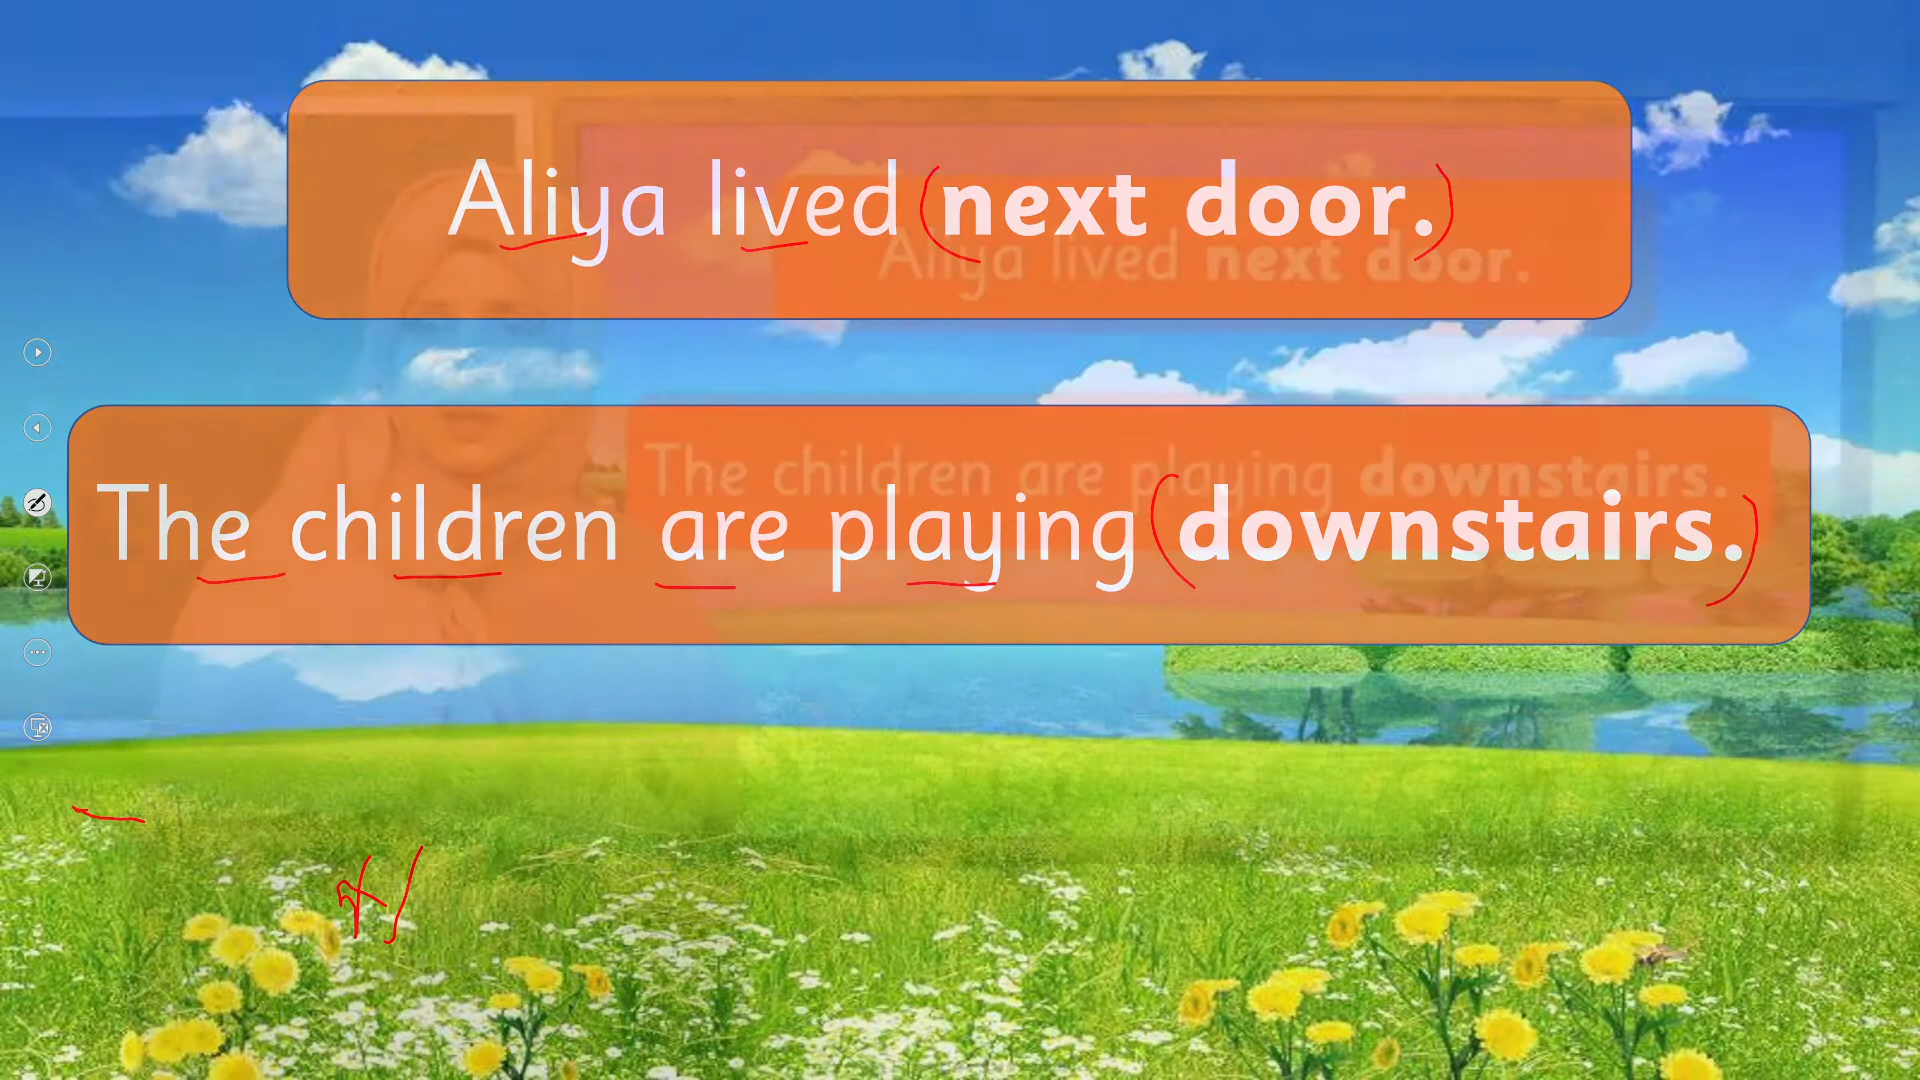 Aliya lived next door.
Aliya lived next door.
The children are playing downstairs.
The children are playing downstairs.